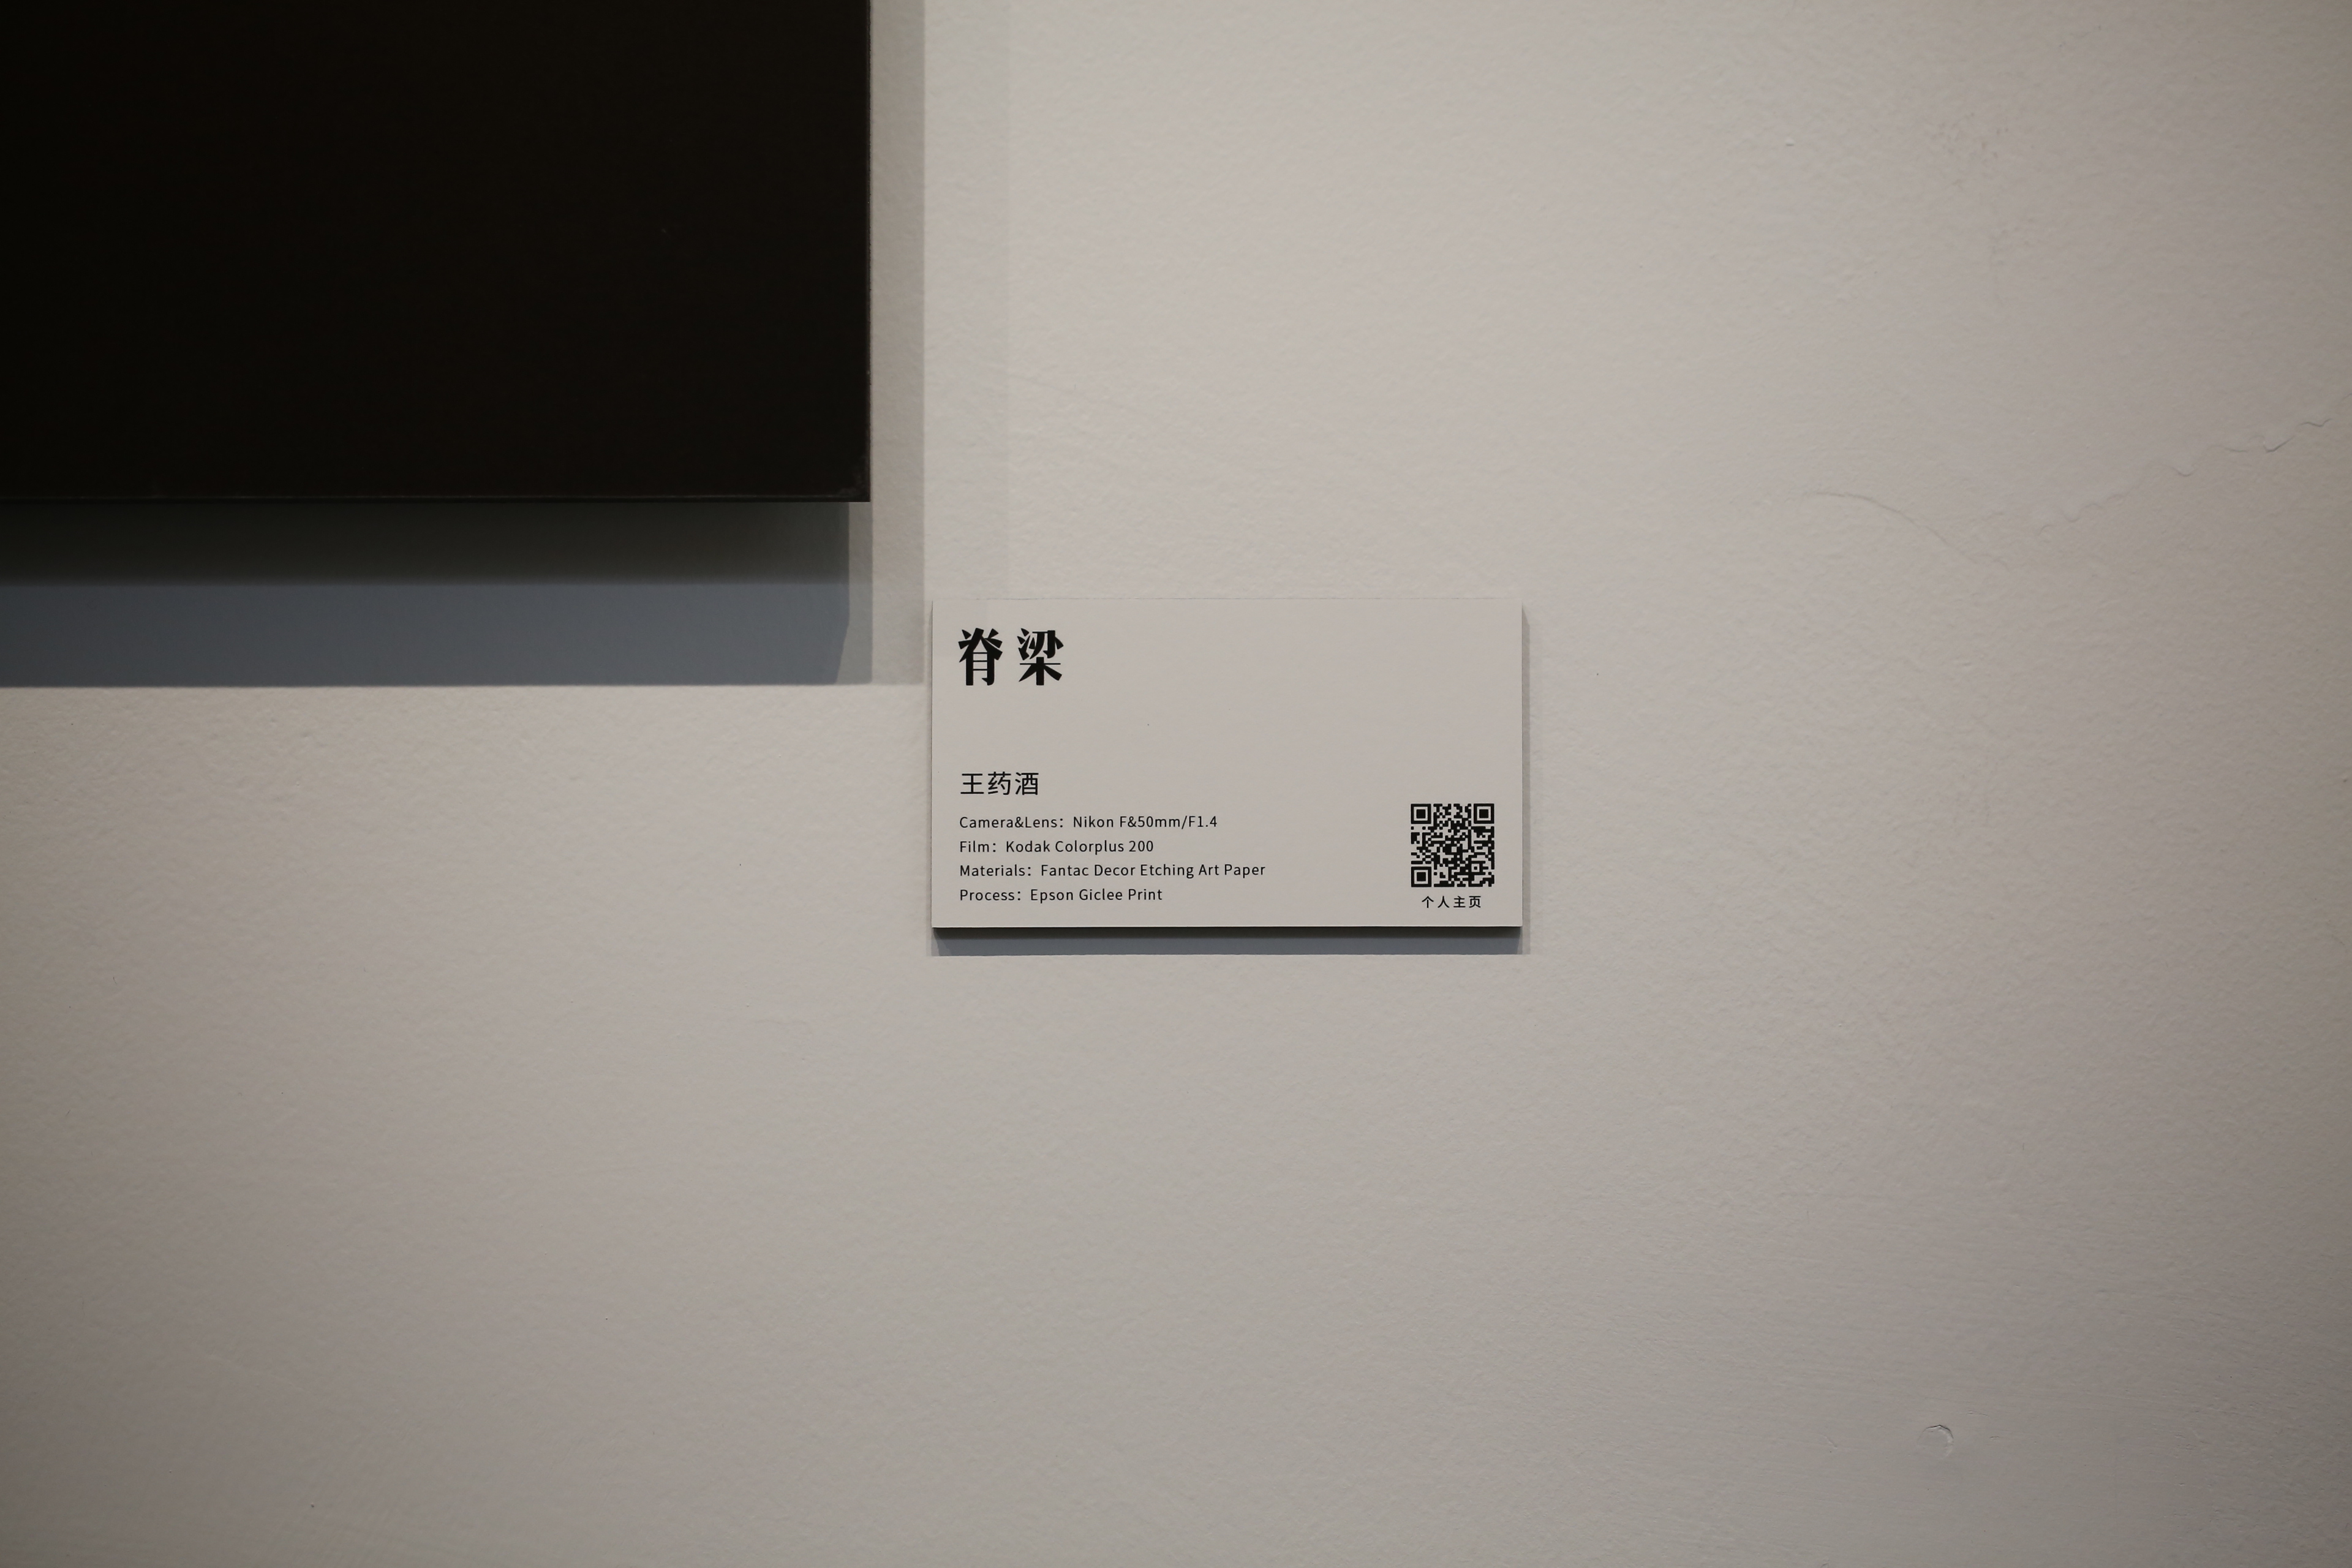 脊梁
王药酒
Camera&Lens：Nikon F&50mm/F1.4
Film：Kodak Colorplus 200
Materials：Fantac Decor Etching Art Paper
Process：Epson Giclee Print
个人主页